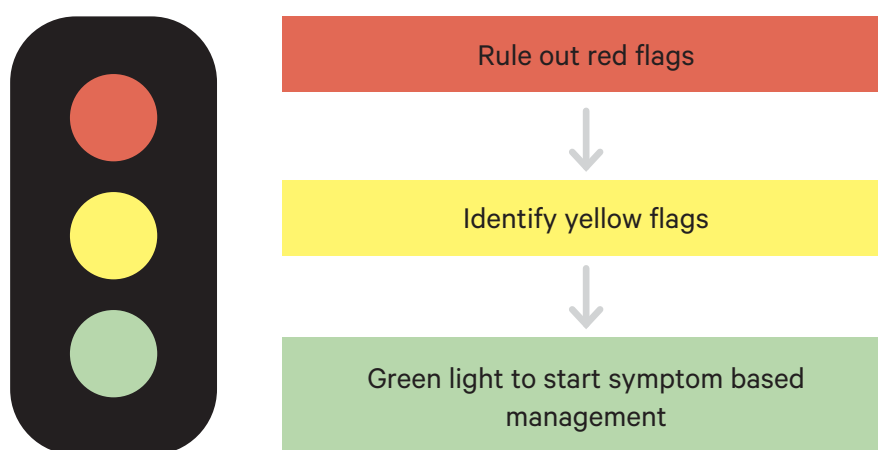 Rule out red flags
Identify yellow flags
Green light to start symptom based
management